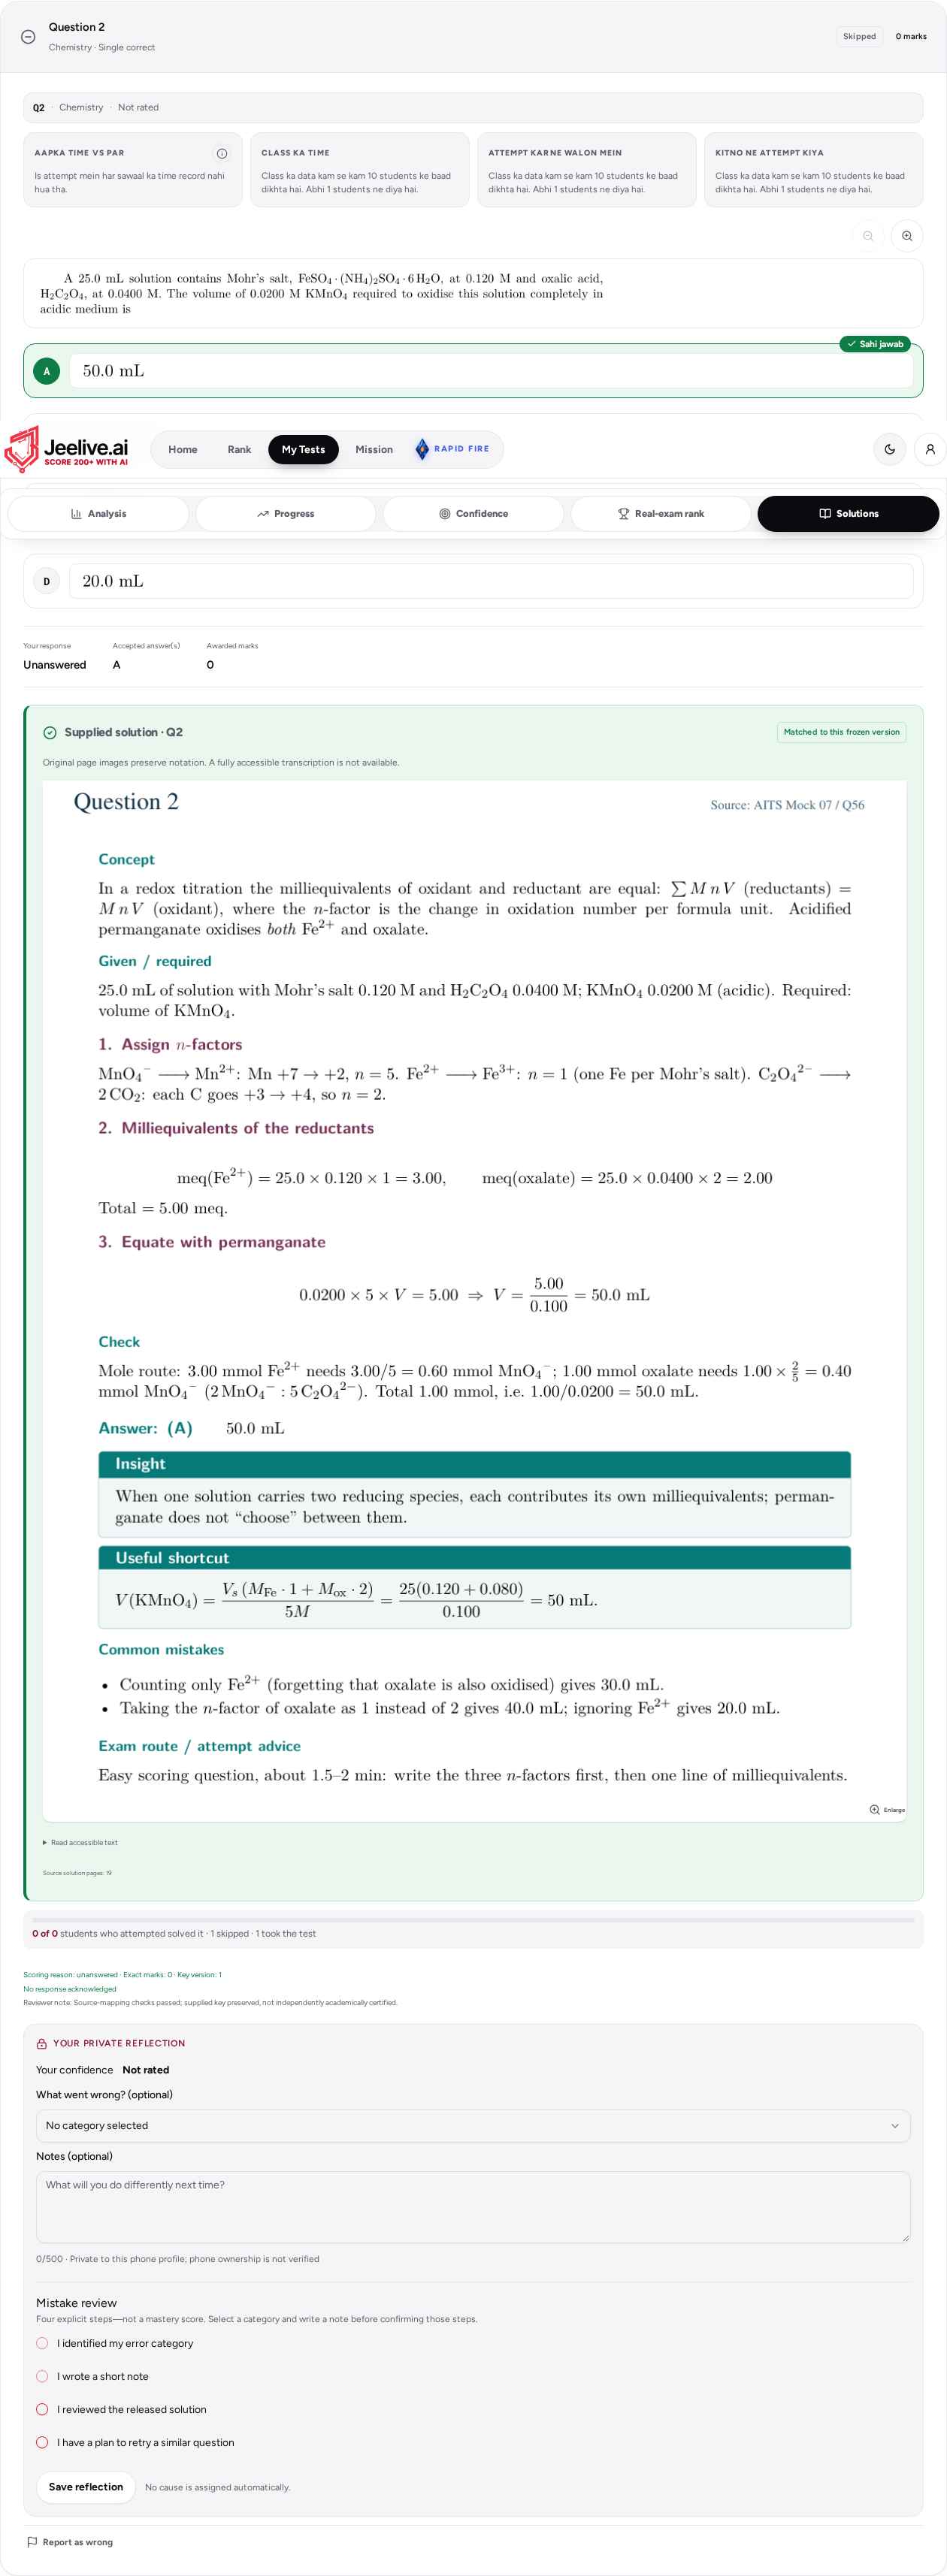 Question 2
Chemistry · Single correct
Skipped
0 marks
Q2 · Chemistry · Not rated
AAPKA TIME VS PAR
Is attempt mein har sawaal ka time record nahi
hua tha.
CLASS KA TIME
Class ka data kam se kam 10 students ke baad
dikhta hai. Abhi 1 students ne diya hai.
ATTEMPT KARNE WALON MEIN
Class ka data kam se kam 10 students ke baad
dikhta hai. Abhi 1 students ne diya hai.
KITNO NE ATTEMPT KIYA
Class ka data kam se kam 10 students ke baad
dikhta hai. Abhi 1 students ne diya hai.
A 25.0 mL solution contains Mohr's salt, FeSO₄·(NH₄)₂SO₄·6H₂O, at 0.120 M and oxalic acid,
H₂C₂O₄, at 0.0400 M. The volume of 0.0200 M KMnO₄ required to oxidise this solution completely in
acidic medium is
Sahi jawab
A 50.0 mL
Jeelive.ai
SCORE 200+ WITH AI
Home
Rank
My Tests
Mission
RAPID FIRE
Analysis
Progress
Confidence
Real-exam rank
Solutions
D 20.0 mL
Your response
Unanswered
Accepted answer(s)
A
Awarded marks
0
Supplied solution · Q2
Matched to this frozen version
Original page images preserve notation. A fully accessible transcription is not available.
Question 2
Source: AITS Mock 07 / Q56
Concept
In a redox titration the milliequivalents of oxidant and reductant are equal: ∑ M n V (reductants) =
M n V (oxidant), where the n-factor is the change in oxidation number per formula unit. Acidified
permanganate oxidises both Fe²⁺ and oxalate.
Given / required
25.0 mL of solution with Mohr's salt 0.120 M and H₂C₂O₄ 0.0400 M; KMnO₄ 0.0200 M (acidic). Required:
volume of KMnO₄.
1. Assign n-factors
MnO₄⁻ ⟶ Mn²⁺: Mn +7 → +2, n = 5. Fe²⁺ ⟶ Fe³⁺: n = 1 (one Fe per Mohr's salt). C₂O₄²⁻ ⟶
2 CO₂: each C goes +3 → +4, so n = 2.
2. Milliequivalents of the reductants
meq(Fe²⁺) = 25.0 × 0.120 × 1 = 3.00, meq(oxalate) = 25.0 × 0.0400 × 2 = 2.00
Total = 5.00 meq.
3. Equate with permanganate
0.0200 × 5 × V = 5.00 ⇒ V = 5.00/0.100 = 50.0 mL
Check
Mole route: 3.00 mmol Fe²⁺ needs 3.00/5 = 0.60 mmol MnO₄⁻; 1.00 mmol oxalate needs 1.00 × 2/5 = 0.40
mmol MnO₄⁻ (2 MnO₄⁻ : 5 C₂O₄²⁻). Total 1.00 mmol, i.e. 1.00/0.0200 = 50.0 mL.
Answer: (A) 50.0 mL
Insight
When one solution carries two reducing species, each contributes its own milliequivalents; perman-
ganate does not “choose” between them.
Useful shortcut
V(KMnO₄) = Vₛ (M_Fe · 1 + M_ox · 2)/5M = 25(0.120 + 0.080)/0.100 = 50 mL.
Common mistakes
• Counting only Fe²⁺ (forgetting that oxalate is also oxidised) gives 30.0 mL.
• Taking the n-factor of oxalate as 1 instead of 2 gives 40.0 mL; ignoring Fe²⁺ gives 20.0 mL.
Exam route / attempt advice
Easy scoring question, about 1.5–2 min: write the three n-factors first, then one line of milliequivalents.
Enlarge
Read accessible text
Source solution pages: 19
0 of 0 students who attempted solved it · 1 skipped · 1 took the test
Scoring reason: unanswered · Exact marks: 0 · Key version: 1
No response acknowledged
Reviewer note: Source-mapping checks passed; supplied key preserved, not independently academically certified.
YOUR PRIVATE REFLECTION
Your confidence Not rated
What went wrong? (optional)
No category selected
Notes (optional)
What will you do differently next time?
0/500 · Private to this phone profile; phone ownership is not verified
Mistake review
Four explicit steps—not a mastery score. Select a category and write a note before confirming those steps.
I identified my error category
I wrote a short note
I reviewed the released solution
I have a plan to retry a similar question
Save reflection
No cause is assigned automatically.
Report as wrong